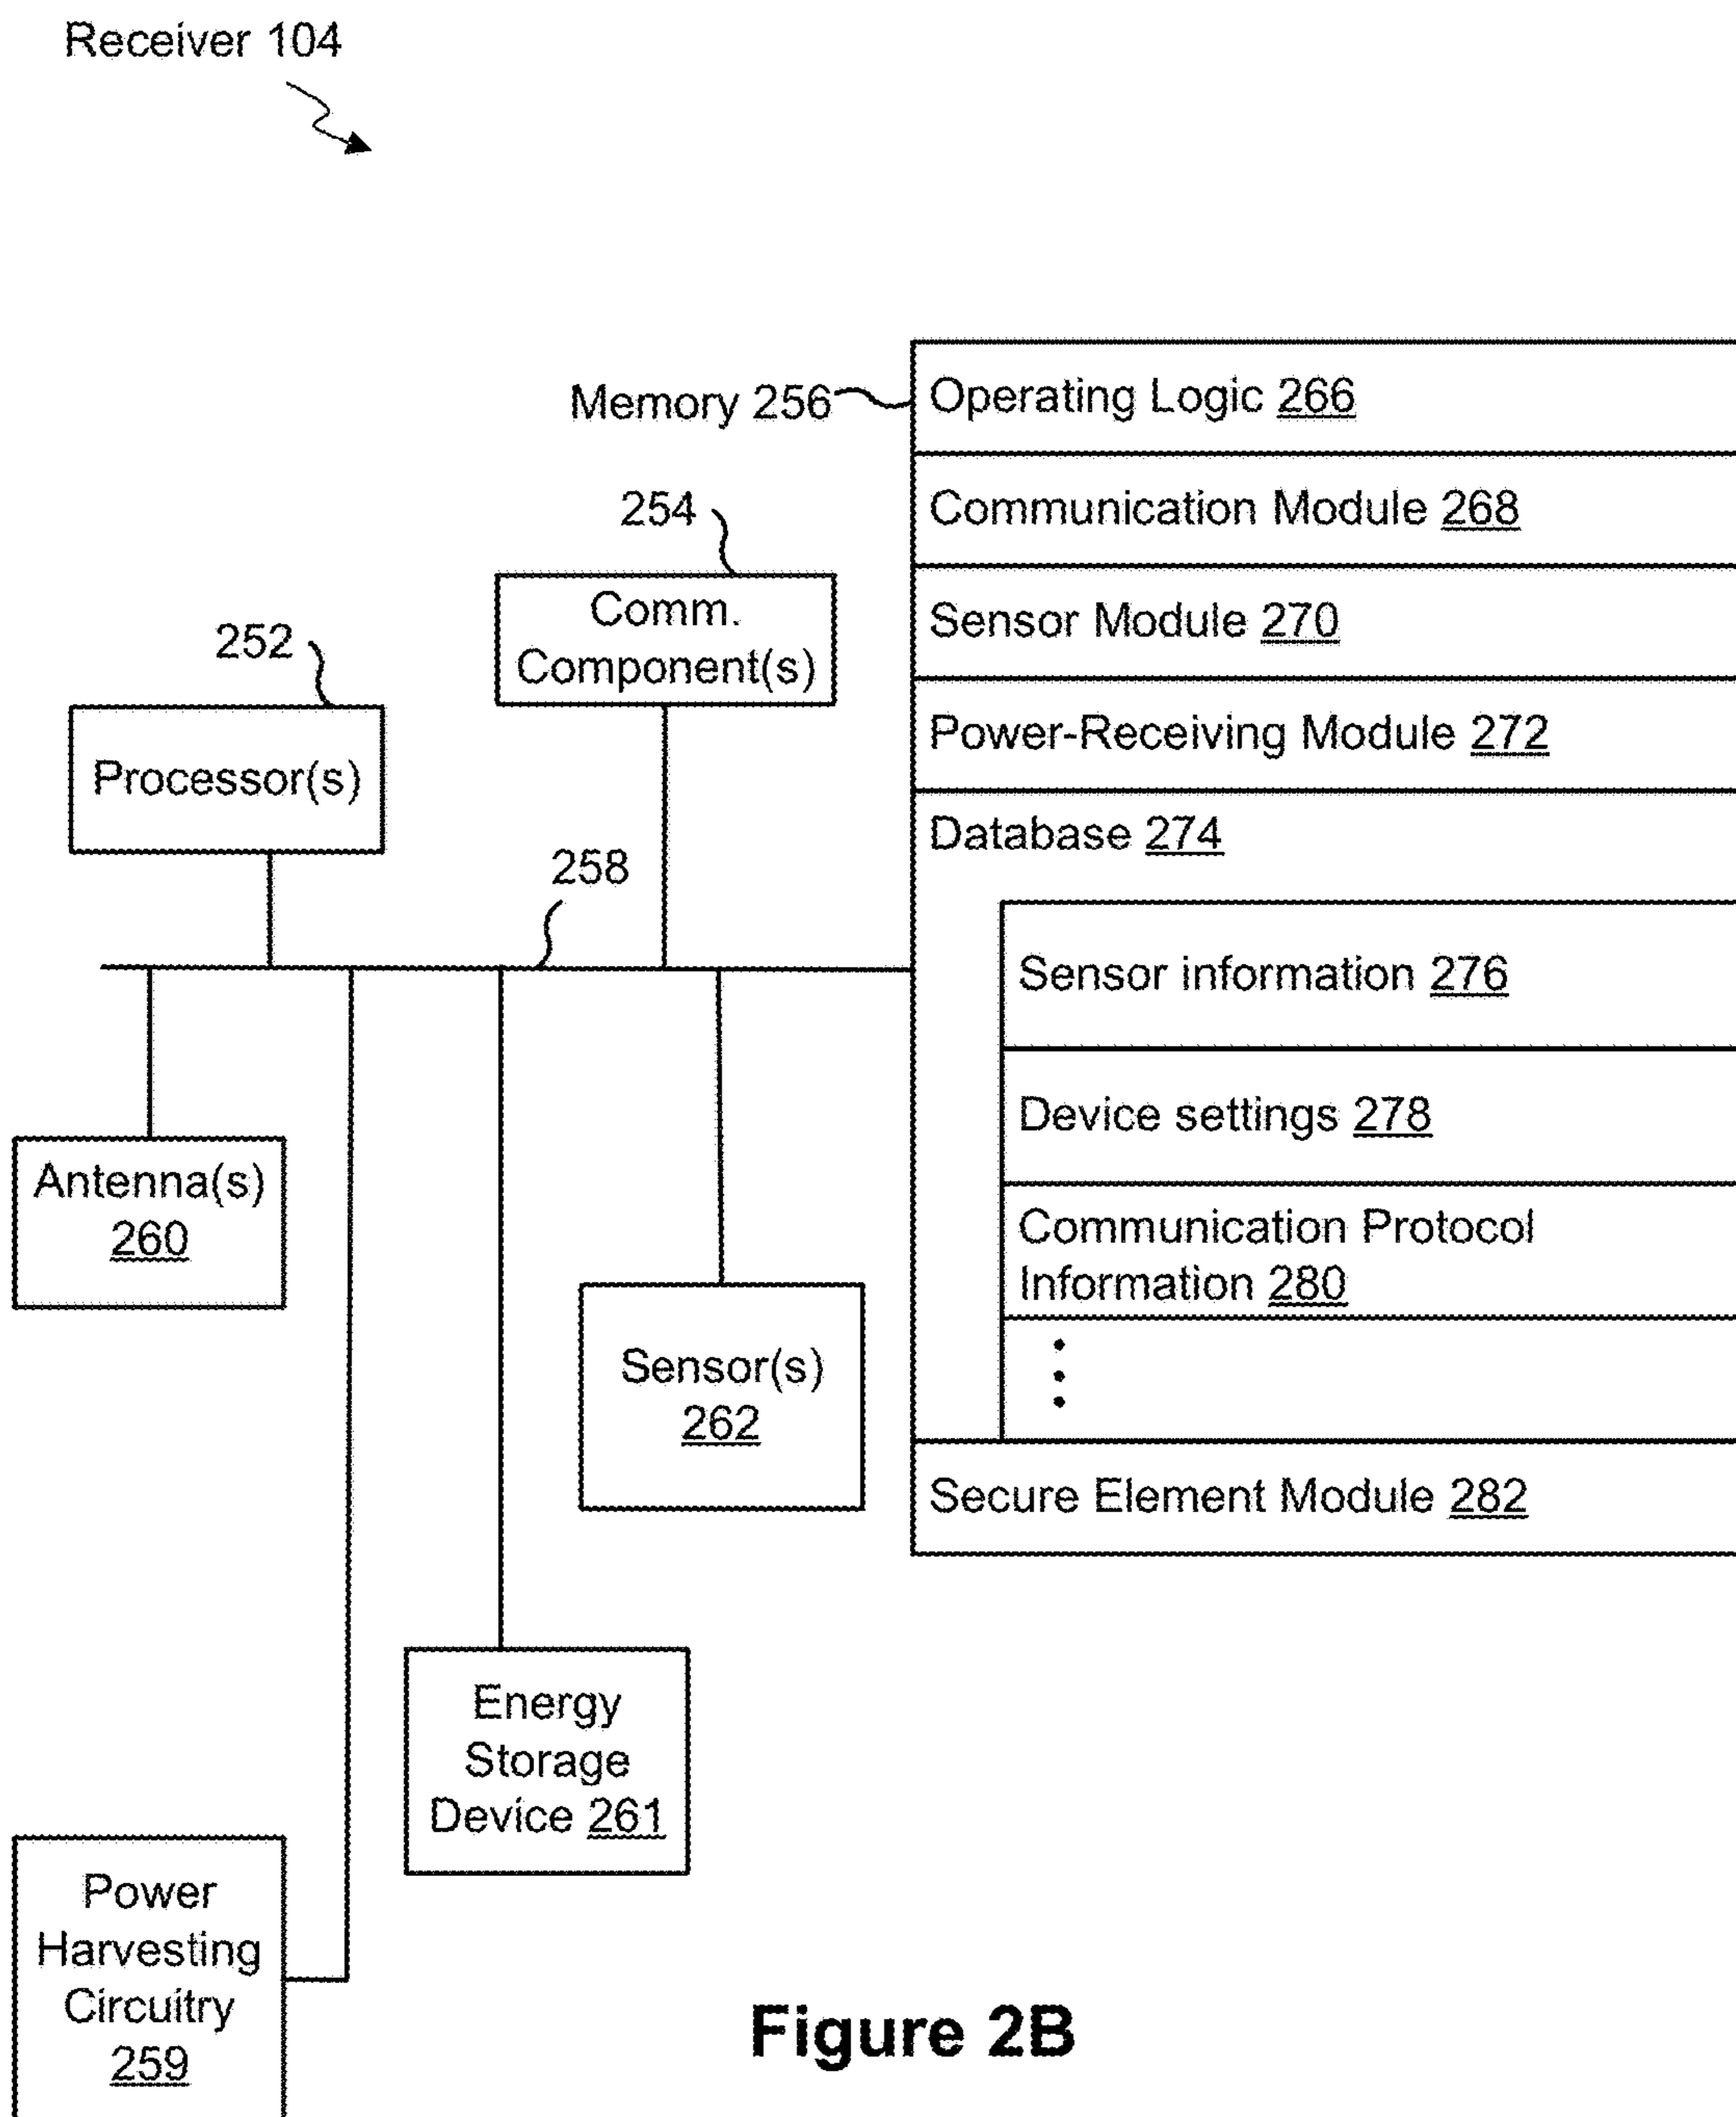 Receiver 104
Memory 256
Operating Logic 266
Communication Module 268
Sensor Module 270
Power-Receiving Module 272
Database 274
Sensor information 276
Device settings 278
Communication Protocol
Information 280
Secure Element Module 282
254
Comm.
Component(s)
252
Processor(s)
258
Antenna(s)
260
Sensor(s)
262
Energy
Storage
Device 261
Power
Harvesting
Circuitry
259
Figure 2B